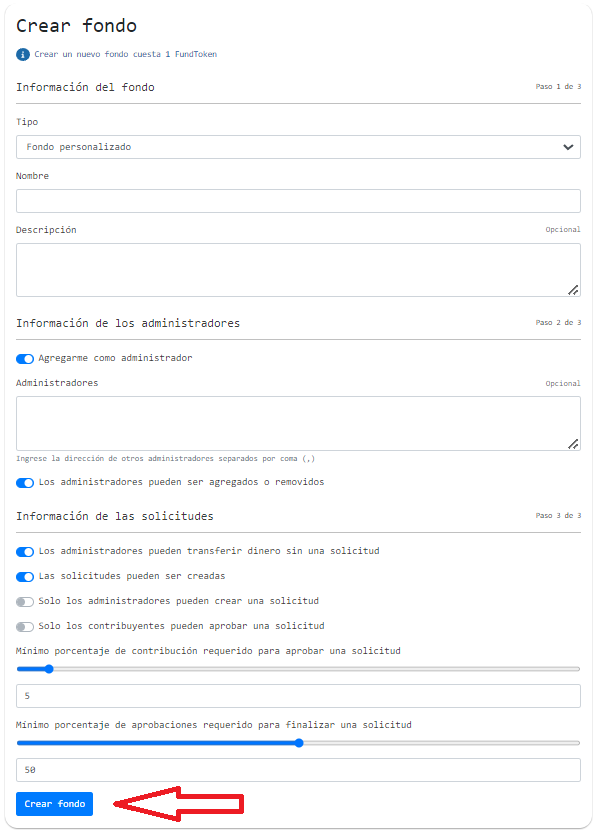 Crear fondo
Crear un nuevo fondo cuesta 1 FundToken
Información del fondo
Paso 1 de 3
Tipo
Fondo personalizado
Nombre
Descripción
Opcional
Información de los administradores
Paso 2 de 3
Agregarme como administrador
Administradores
Opcional
Ingrese la dirección de otros administradores separados por coma (,)
Los administradores pueden ser agregados o removidos
Información de las solicitudes
Paso 3 de 3
Los administradores pueden transferir dinero sin una solicitud
Las solicitudes pueden ser creadas
Solo los administradores pueden crear una solicitud
Solo los contribuyentes pueden aprobar una solicitud
Mínimo porcentaje de contribución requerido para aprobar una solicitud
5
Mínimo porcentaje de aprobaciones requerido para finalizar una solicitud
50
Crear fondo